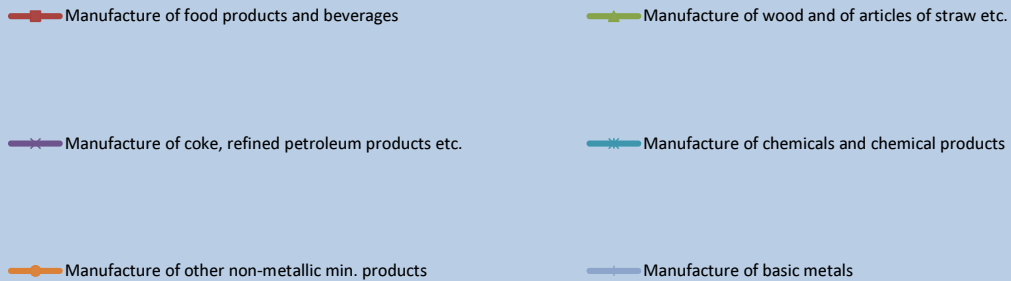 Manufacture of food products and beverages
Manufacture of wood and of articles of straw etc.
Manufacture of coke, refined petroleum products etc.
Manufacture of chemicals and chemical products
Manufacture of other non-metallic min. products
Manufacture of basic metals